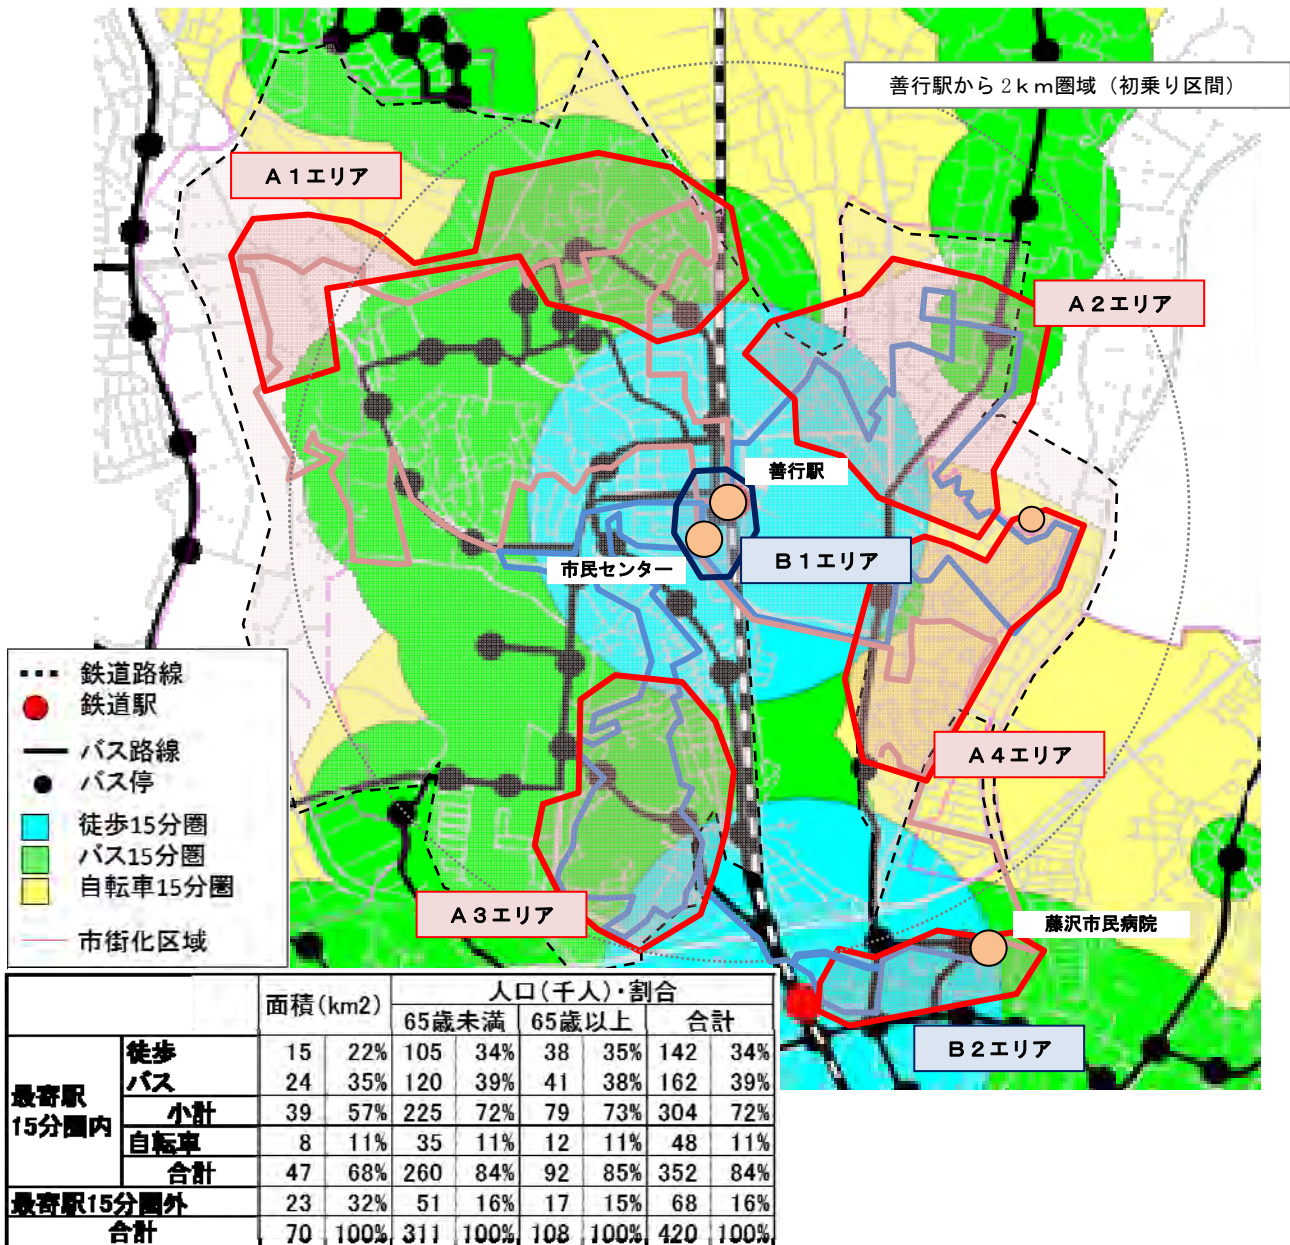 善行駅から2km圏域（初乗り区間）
A1エリア
A2エリア
善行駅
市民センター
B1エリア
A4エリア
A3エリア
藤沢市民病院
B2エリア
鉄道路線
鉄道駅
バス路線
バス停
徒歩15分圏
バス15分圏
自転車15分圏
市街化区域
面積(km2) 人口(千人)・割合
65歳未満 65歳以上 合計
最寄駅15分圏内 徒歩 15 22% 105 34% 38 35% 142 34%
バス 24 35% 120 39% 41 38% 162 39%
小計 39 57% 225 72% 79 73% 304 72%
自転車 8 11% 35 11% 12 11% 48 11%
合計 47 68% 260 84% 92 85% 352 84%
最寄駅15分圏外 23 32% 51 16% 17 15% 68 16%
合計 70 100% 311 100% 108 100% 420 100%